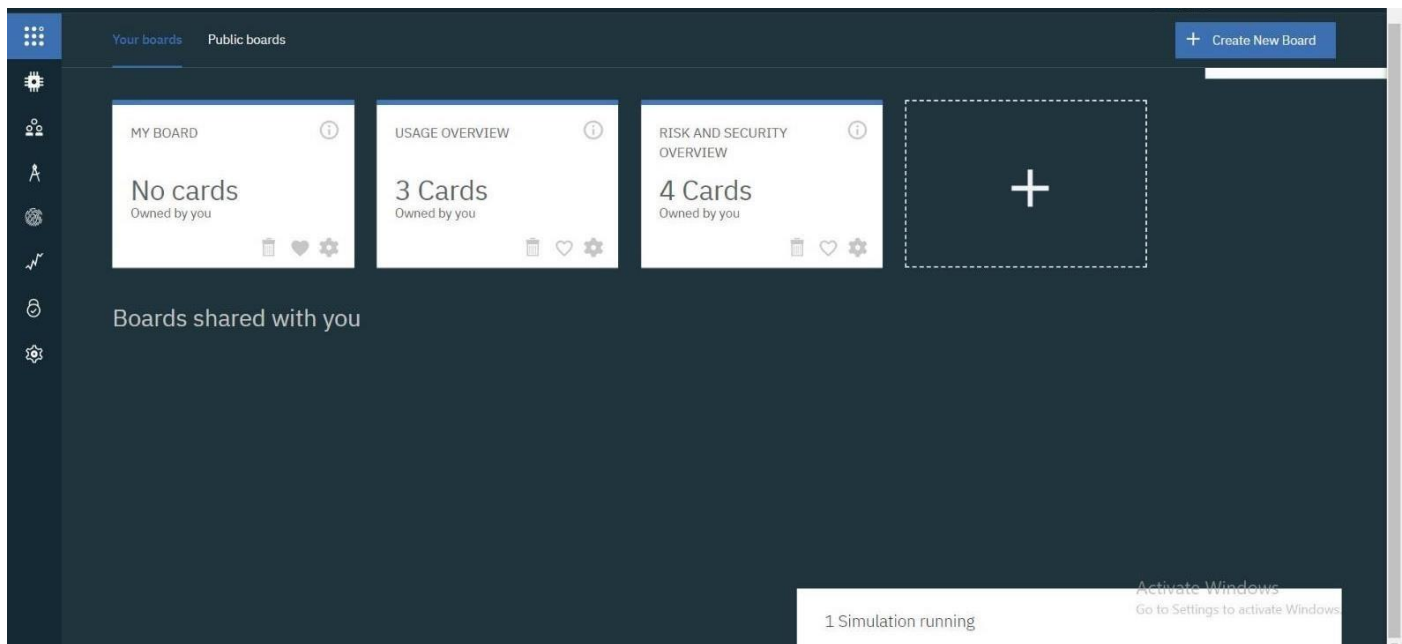 Your boards Public boards
+ Create New Board
MY BOARD
No cards
Owned by you
USAGE OVERVIEW
3 Cards
Owned by you
RISK AND SECURITY
OVERVIEW
4 Cards
Owned by you
Boards shared with you
Activate Windows
Go to Settings to activate Windows.
1 Simulation running